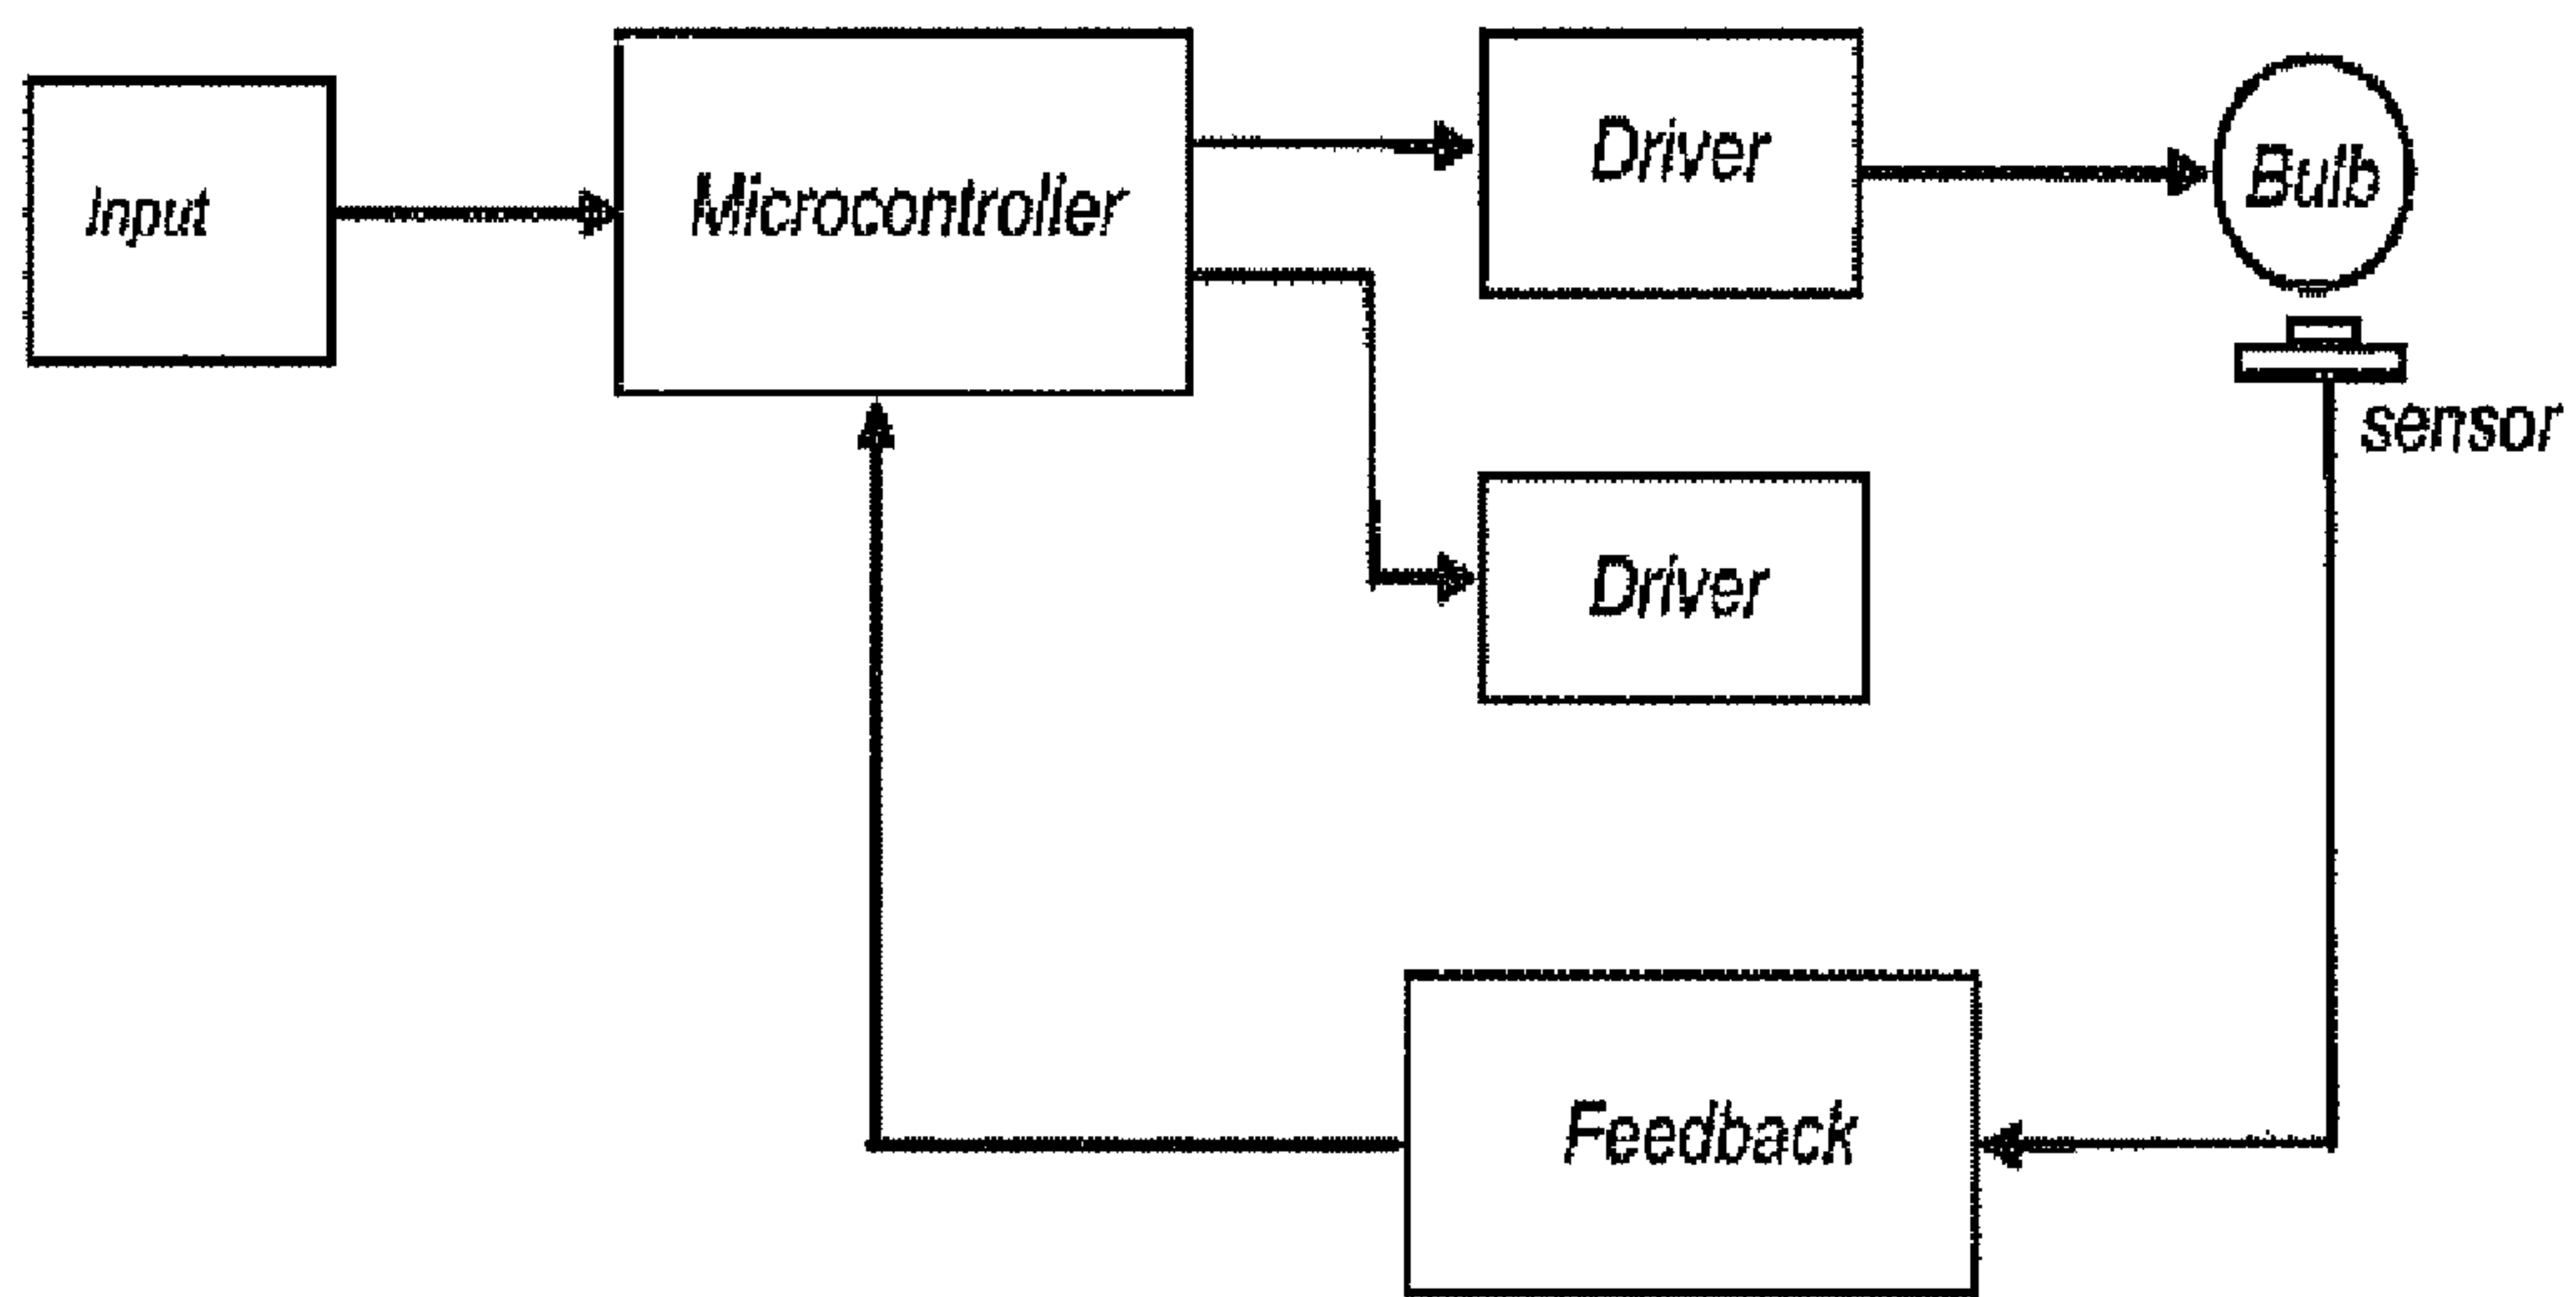 Input
Microcontroller
Driver
Bulb
sensor
Driver
Feedback